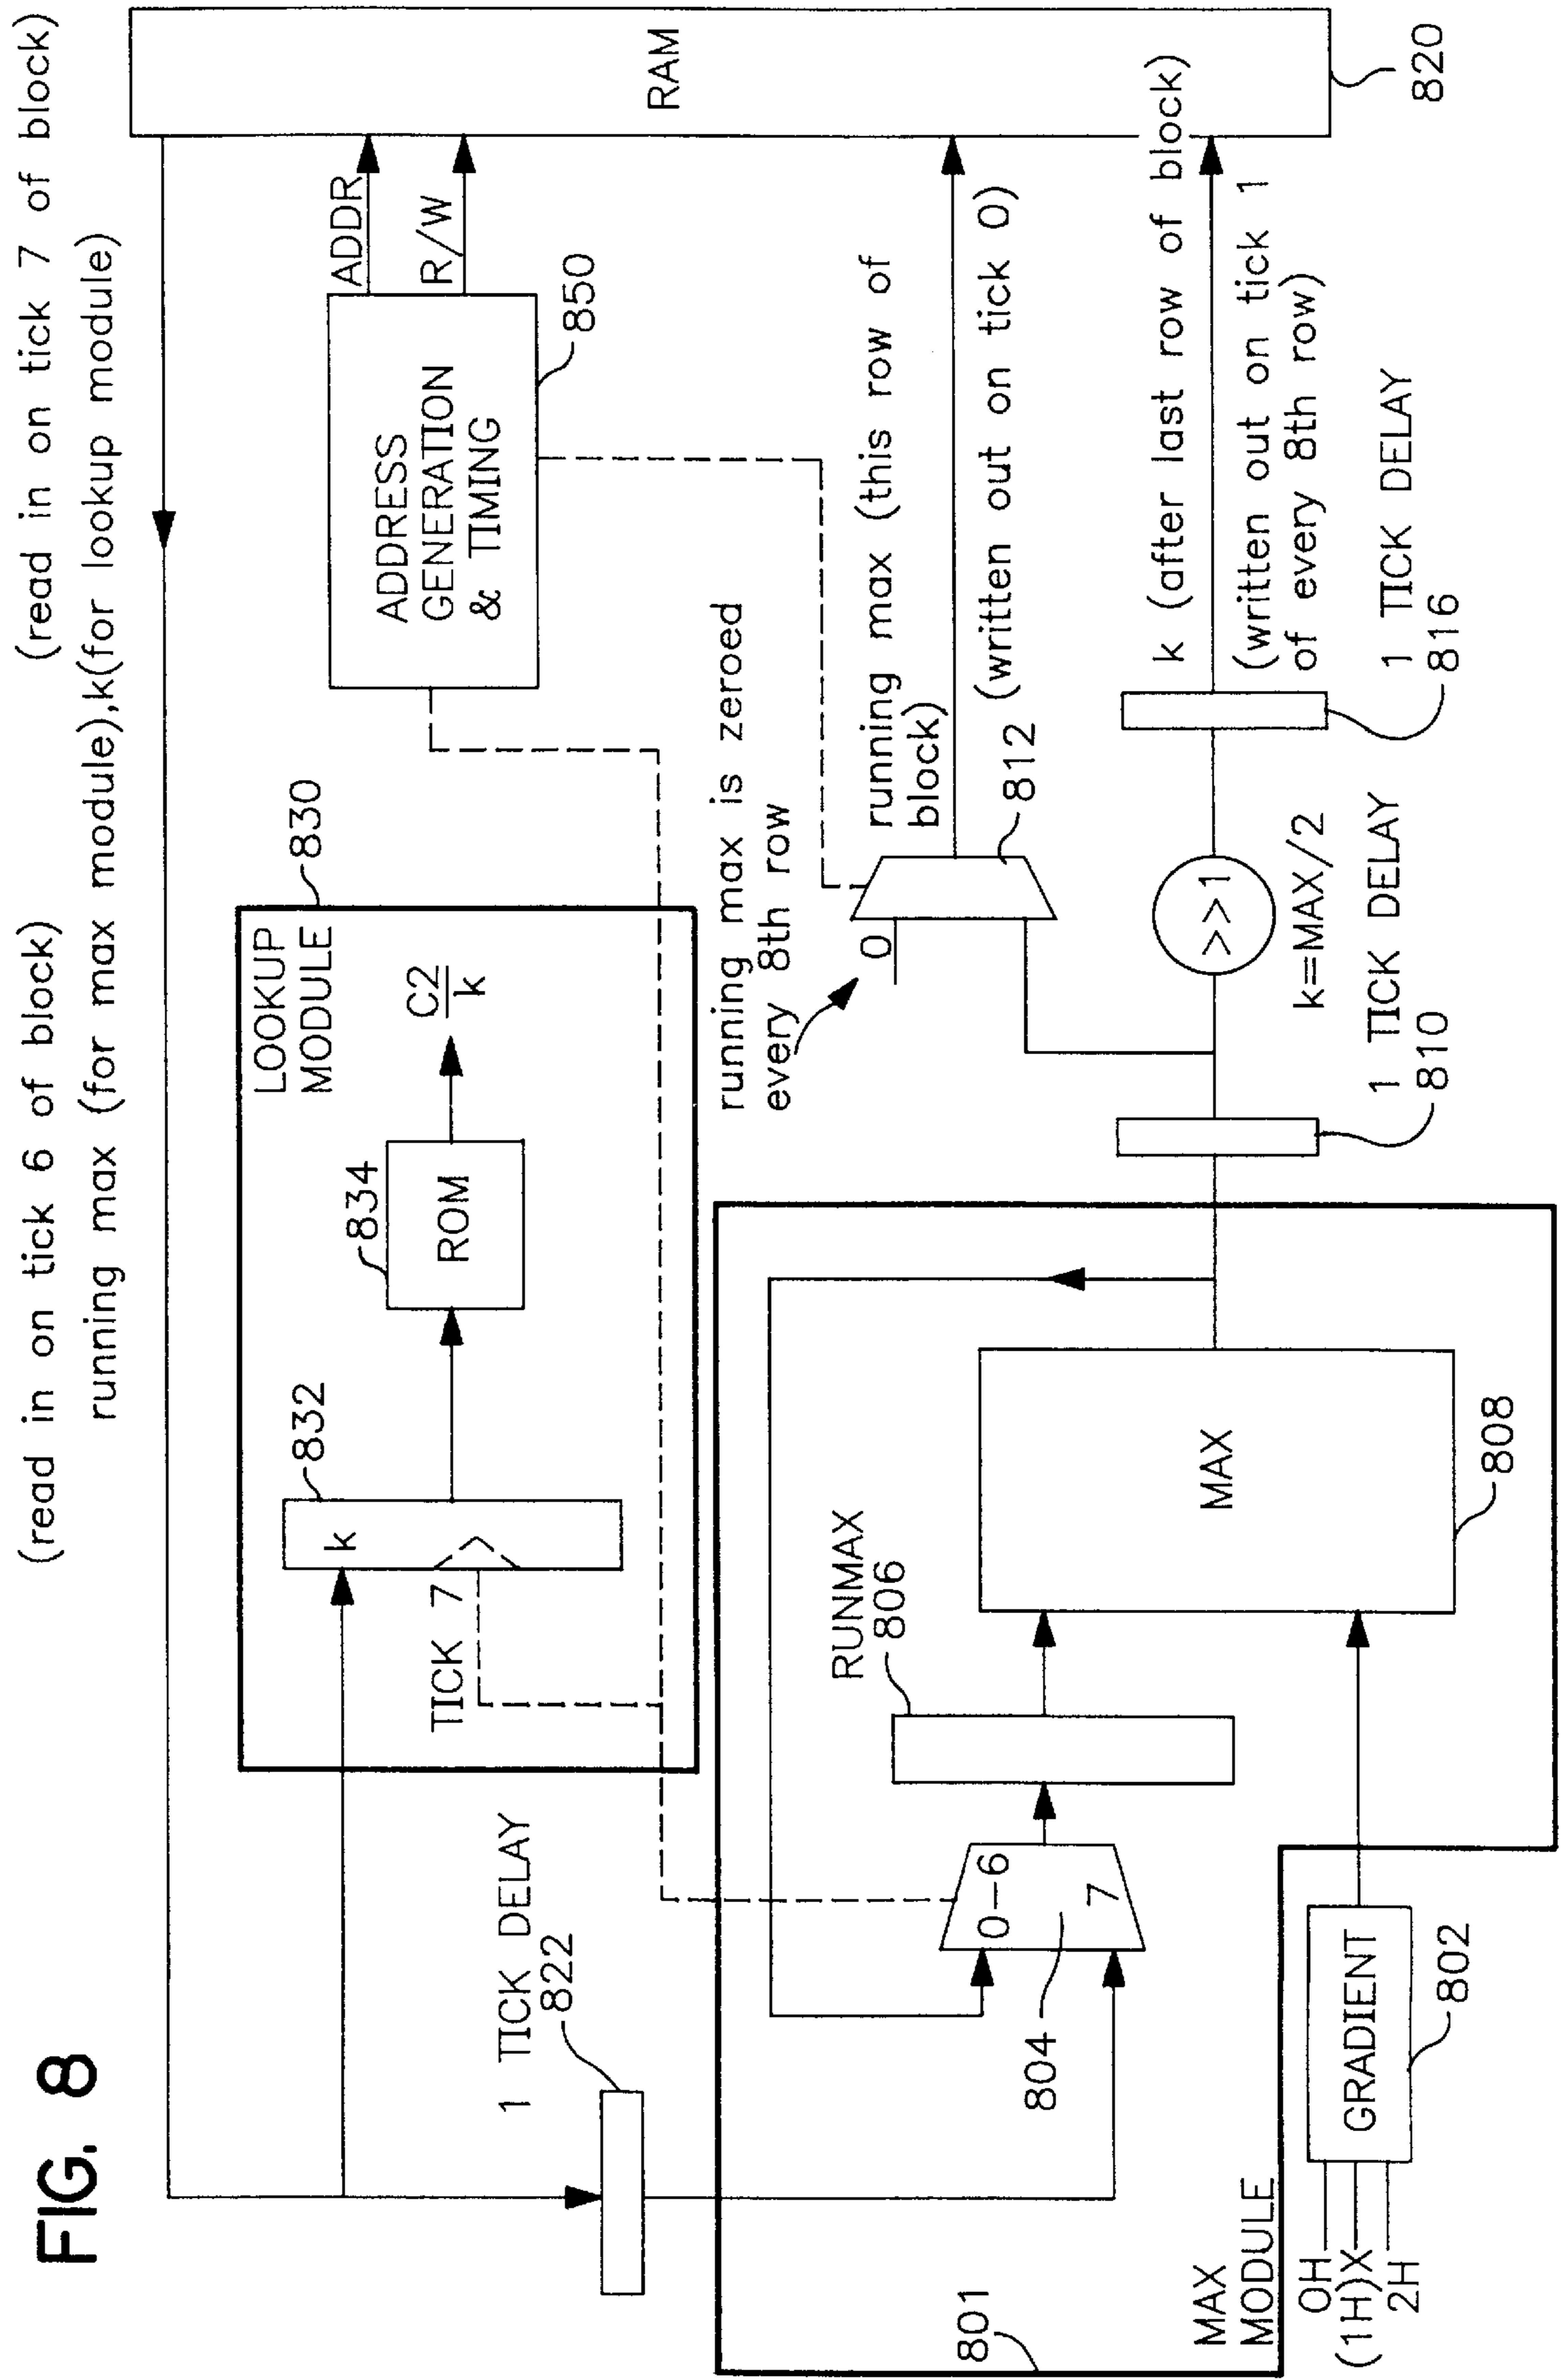 FIG. 8
(read in on tick 6 of block)
(read in on tick 7 of block)
running max (for max module),k(for lookup module)
830
LOOKUP
MODULE
832
k
TICK 7
834
ROM
C2
k
ADDRESS
GENERATION
& TIMING
850
ADDR
R/W
RAM
820
1 TICK DELAY
822
running max is zeroed
every 8th row
0
running max (this row of
block)
(written out on tick 0)
812
k (after last row of block)
(written out on tick 1
of every 8th row)
>>1
k=MAX/2
1 TICK DELAY
810
1 TICK DELAY
816
RUNMAX
806
MAX
808
0-6
7
804
801
MAX
MODULE
0H
(1H)X
2H
GRADIENT
802